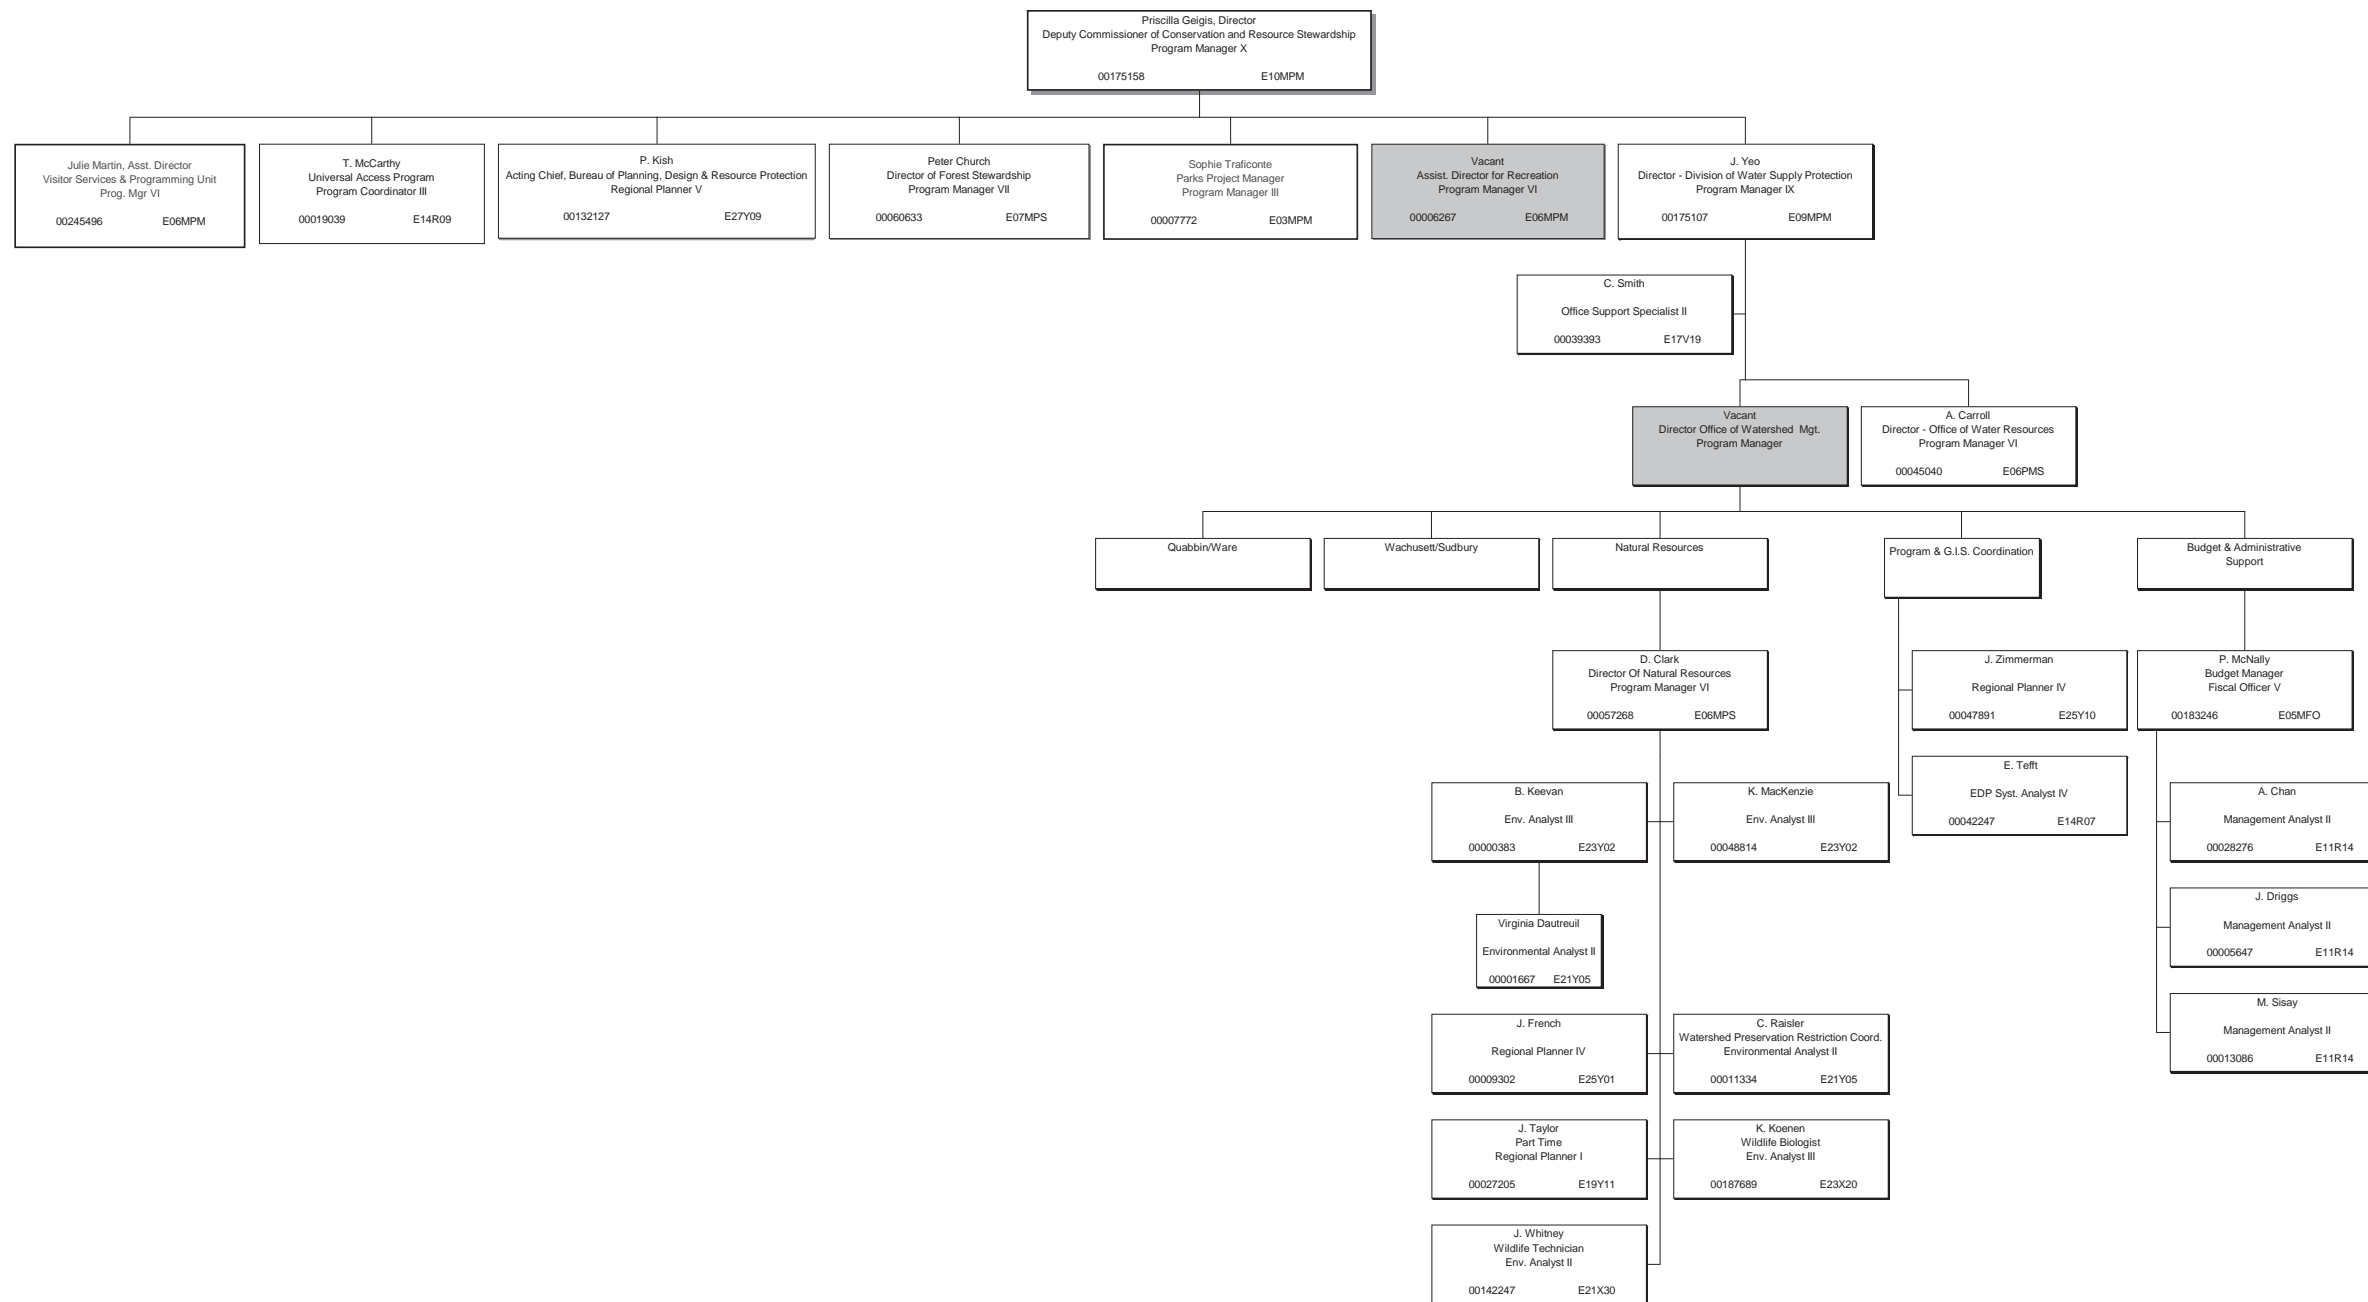 Priscilla Geigis, Director
Deputy Commissioner of Conservation and Resource Stewardship
Program Manager X
00175158 E10MPM
Julie Martin, Asst. Director
Visitor Services & Programming Unit
Prog. Mgr VI
00245496 E06MPM
T. McCarthy
Universal Access Program
Program Coordinator III
00019039 E14R09
P. Kish
Acting Chief, Bureau of Planning, Design & Resource Protection
Regional Planner V
00132127 E27Y09
Peter Church
Director of Forest Stewardship
Program Manager VII
00060633 E07MPS
Sophie Traficonte
Parks Project Manager
Program Manager III
00007772 E03MPM
Vacant
Assist. Director for Recreation
Program Manager VI
00006267 E06MPM
J. Yeo
Director - Division of Water Supply Protection
Program Manager IX
00175107 E09MPM
C. Smith
Office Support Specialist II
00039393 E17V19
Vacant
Director Office of Watershed Mgt.
Program Manager
A. Carroll
Director - Office of Water Resources
Program Manager VI
00045040 E06PMS
Quabbin/Ware
Wachusett/Sudbury
Natural Resources
Program & G.I.S. Coordination
Budget & Administrative
Support
D. Clark
Director Of Natural Resources
Program Manager VI
00057268 E06MPS
J. Zimmerman
Regional Planner IV
00047891 E25Y10
P. McNally
Budget Manager
Fiscal Officer V
00183246 E05MFO
E. Tefft
EDP Syst. Analyst IV
00042247 E14R07
B. Keevan
Env. Analyst III
00000383 E23Y02
K. MacKenzie
Env. Analyst III
00048814 E23Y02
A. Chan
Management Analyst II
00028276 E11R14
Virginia Dautreuil
Environmental Analyst II
00001667 E21Y05
J. Driggs
Management Analyst II
00005647 E11R14
M. Sisay
Management Analyst II
00013086 E11R14
J. French
Regional Planner IV
00009302 E25Y01
C. Raisler
Watershed Preservation Restriction Coord.
Environmental Analyst II
00011334 E21Y05
J. Taylor
Part Time
Regional Planner I
00027205 E19Y11
K. Koenen
Wildlife Biologist
Env. Analyst III
00187689 E23X20
J. Whitney
Wildlife Technician
Env. Analyst II
00142247 E21X30